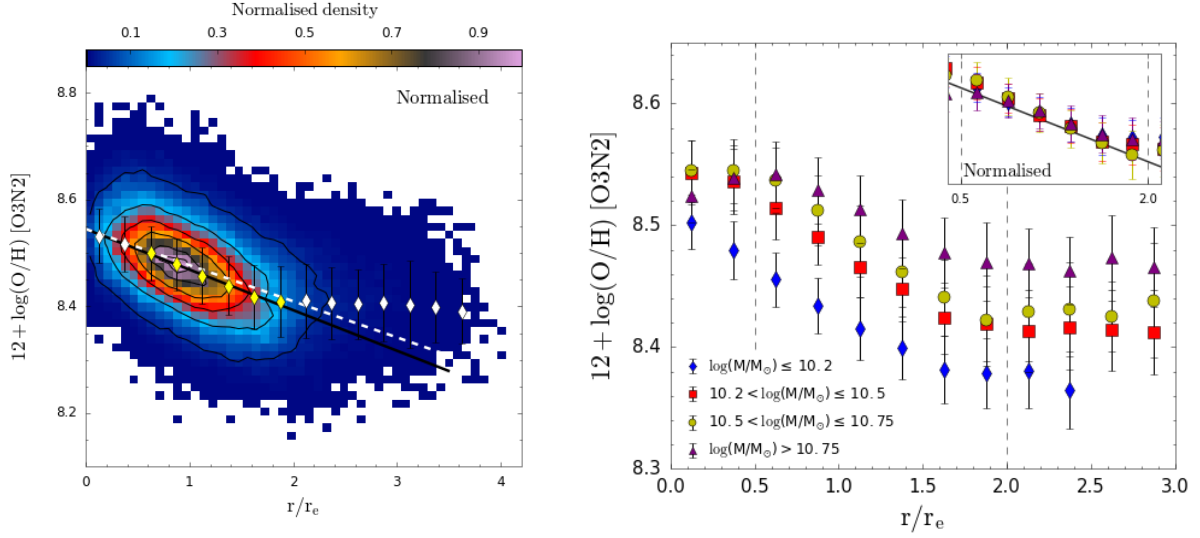 Normalised density
0.1 0.3 0.5 0.7 0.9
Normalised
12 + log(O/H) [O3N2]
8.8
8.6
8.4
8.2
0 1 2 3 4
r/rₑ
12 + log(O/H) [O3N2]
8.6
8.5
8.4
8.3
Normalised
0.5 2.0
log(M/M⊙) ≤ 10.2
10.2 < log(M/M⊙) ≤ 10.5
10.5 < log(M/M⊙) ≤ 10.75
log(M/M⊙) > 10.75
0.0 0.5 1.0 1.5 2.0 2.5 3.0
r/rₑ